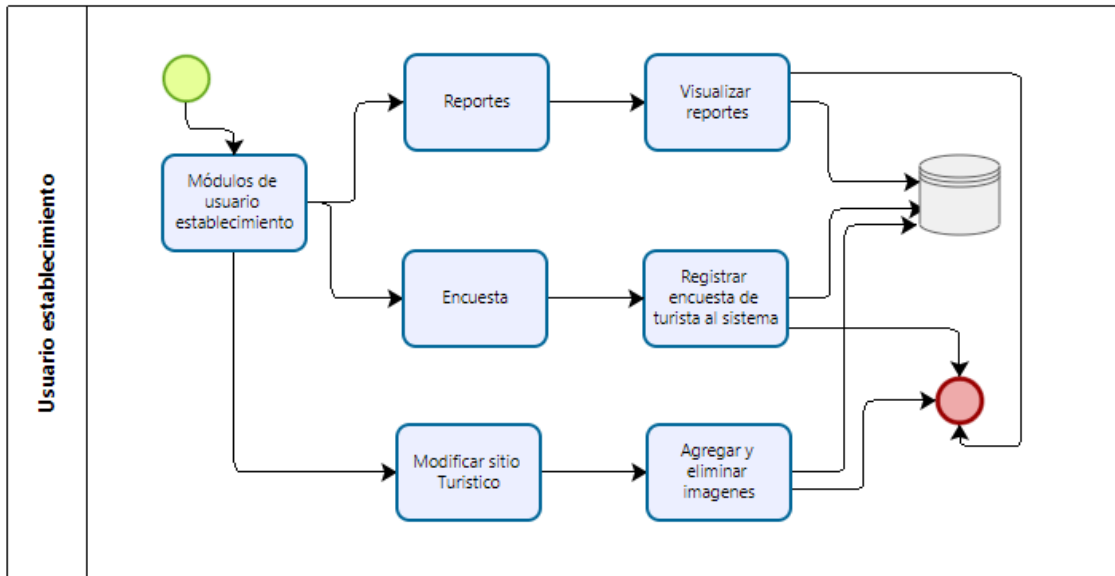 Usuario establecimiento
Módulos de
usuario
establecimiento
Reportes
Visualizar
reportes
Encuesta
Registrar
encuesta de
turista al sistema
Modificar sitio
Turistico
Agregar y
eliminar
imagenes